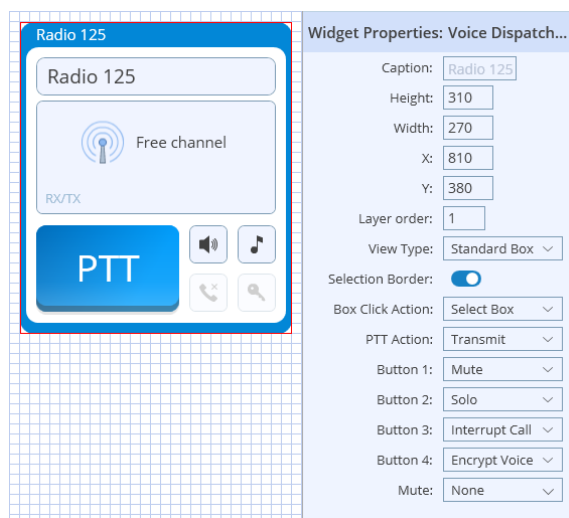 Radio 125
Radio 125
Free channel
RX/TX
PTT
Widget Properties: Voice Dispatch...
Caption: Radio 125
Height: 310
Width: 270
X: 810
Y: 380
Layer order: 1
View Type: Standard Box
Selection Border:
Box Click Action: Select Box
PTT Action: Transmit
Button 1: Mute
Button 2: Solo
Button 3: Interrupt Call
Button 4: Encrypt Voice
Mute: None